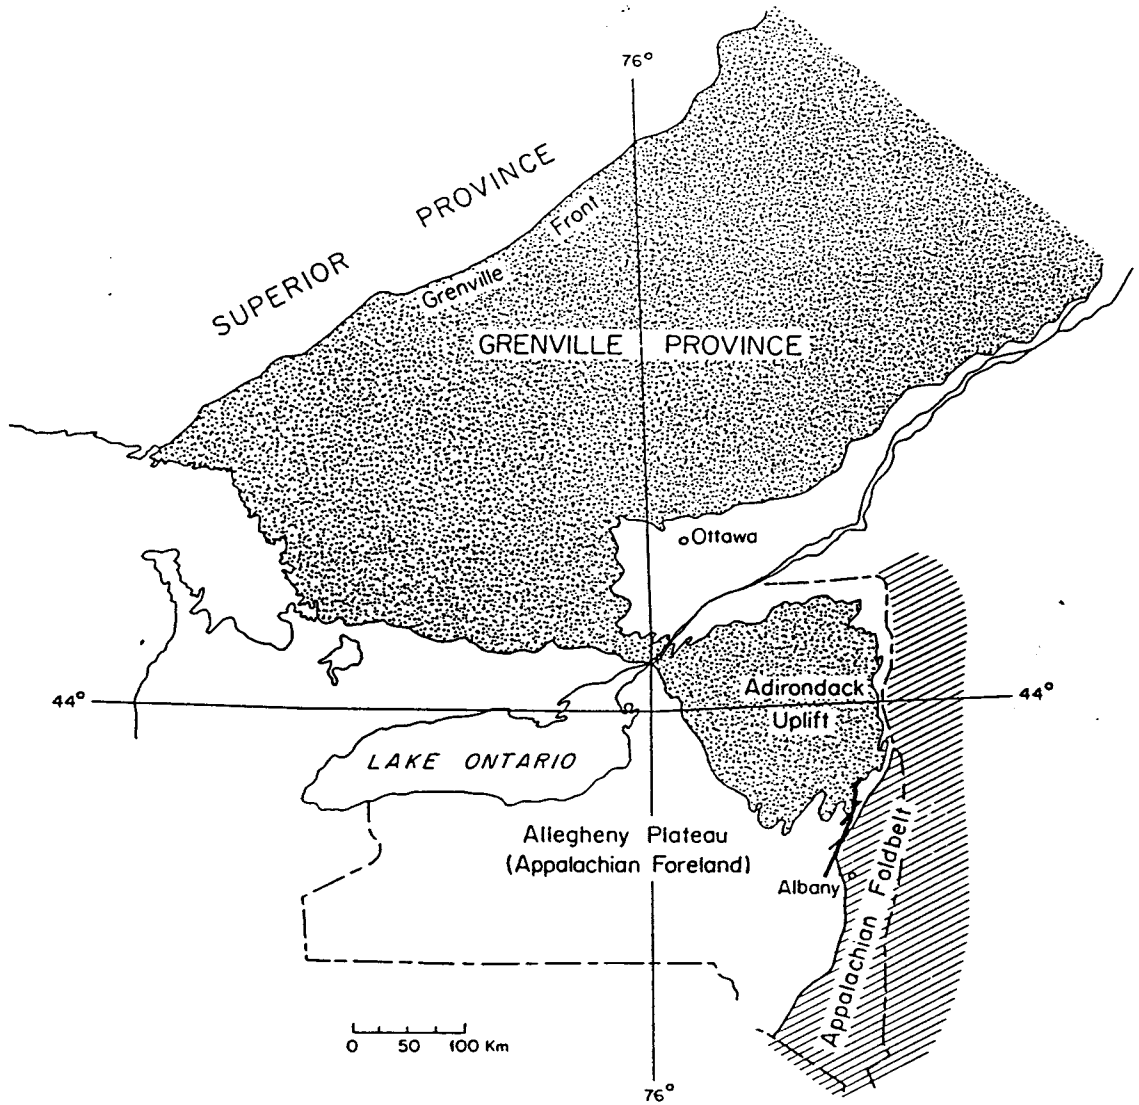 76°
SUPERIOR PROVINCE
Grenville Front
GRENVILLE PROVINCE
Ottawa
44°
Adirondack
Uplift
44°
LAKE ONTARIO
Allegheny Plateau
(Appalachian Foreland)
Albany
Appalachian Foldbelt
0 50 100 Km
76°